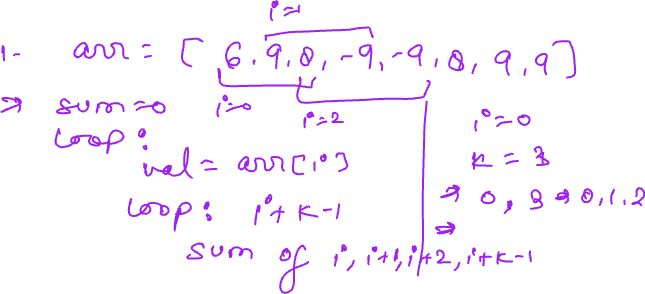 i=1
1- arr = [ 6, 9, 8, -9, -9, 8, 9, 9 ]
⇒ sum=0 i=0 i=2
i=0
loop:
val = arr[i]
k = 3
loop: i+k-1
⇒ 0, 3 ⇒ 0,1,2
⇒
sum of i, i+1, i+2, i+k-1